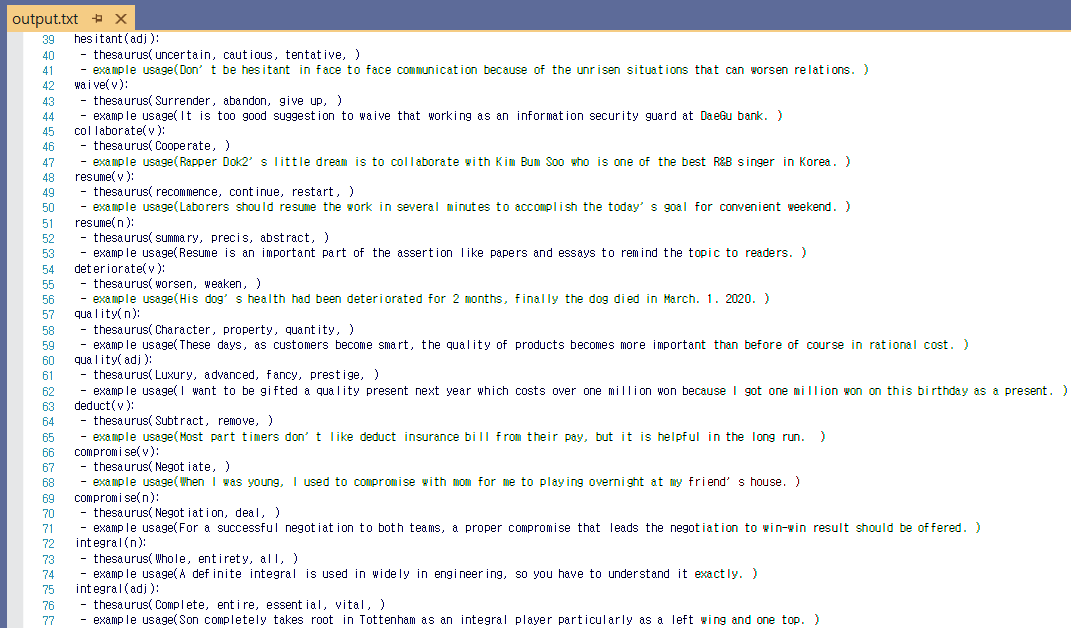 output.txt
39 hesitant(adj):
40 - thesaurus(uncertain, cautious, tentative, )
41 - example usage(Don't be hesitant in face to face communication because of the unrisen situations that can worsen relations. )
42 waive(v):
43 - thesaurus(Surrender, abandon, give up, )
44 - example usage(It is too good suggestion to waive that working as an information security guard at DaeGu bank. )
45 collaborate(v):
46 - thesaurus(Cooperate, )
47 - example usage(Rapper Dok2's little dream is to collaborate with Kim Bum Soo who is one of the best R&B singer in Korea. )
48 resume(v):
49 - thesaurus(recommence, continue, restart, )
50 - example usage(Laborers should resume the work in several minutes to accomplish the today's goal for convenient weekend. )
51 resume(n):
52 - thesaurus(summary, precis, abstract, )
53 - example usage(Resume is an important part of the assertion like papers and essays to remind the topic to readers. )
54 deteriorate(v):
55 - thesaurus(worsen, weaken, )
56 - example usage(His dog's health had been deteriorated for 2 months, finally the dog died in March. 1. 2020. )
57 quality(n):
58 - thesaurus(Character, property, quantity, )
59 - example usage(These days, as customers become smart, the quality of products becomes more important than before of course in rational cost. )
60 quality(adj):
61 - thesaurus(Luxury, advanced, fancy, prestige, )
62 - example usage(I want to be gifted a quality present next year which costs over one million won because I got one million won on this birthday as a present. )
63 deduct(v):
64 - thesaurus(Subtract, remove, )
65 - example usage(Most part timers don't like deduct insurance bill from their pay, but it is helpful in the long run.  )
66 compromise(v):
67 - thesaurus(Negotiate, )
68 - example usage(When I was young, I used to compromise with mom for me to playing overnight at my friend's house. )
69 compromise(n):
70 - thesaurus(Negotiation, deal, )
71 - example usage(For a successful negotiation to both teams, a proper compromise that leads the negotiation to win-win result should be offered. )
72 integral(n):
73 - thesaurus(Whole, entirety, all, )
74 - example usage(A definite integral is used in widely in engineering, so you have to understand it exactly. )
75 integral(adj):
76 - thesaurus(Complete, entire, essential, vital, )
77 - example usage(Son completely takes root in Tottenham as an integral player particularly as a left wing and one top. )